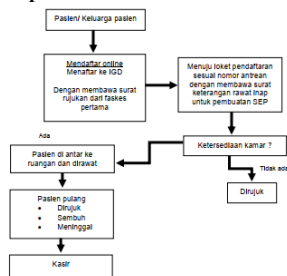 Pasien/ Keluarga pasien
Mendaftar online
Menaftar ke IGD
Dengan membawa surat
rujukan dari faskes
pertama
Menuju loket pendaftaran
sesual nomor antrean
dengan membawa surat
keterangan rawat inap
untuk pembuatan SEP
Ketersediaan kamar ?
Ada
Tidak ada
Pasien di antar ke
ruangan dan dirawat
Dirujuk
Pasien pulang
• Dirujuk
• Sembuh
• Meninggal
Kasir